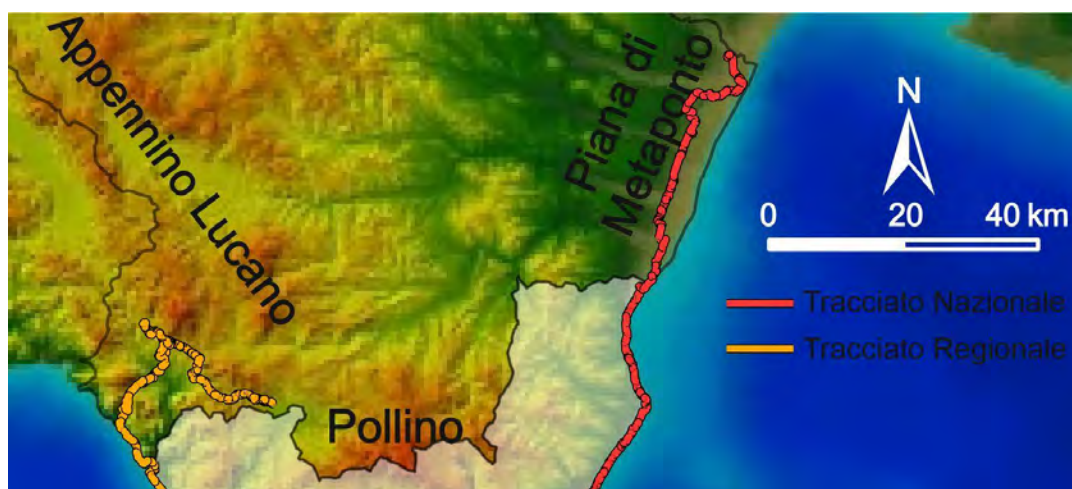 Appennino Lucano
Piana di
Metaponto
N
0 20 40 km
Tracciato Nazionale
Tracciato Regionale
Pollino